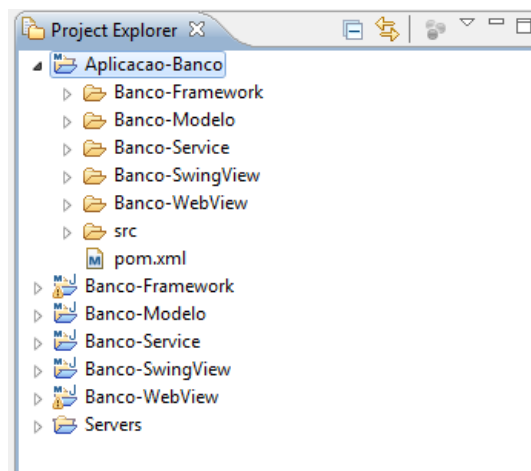 Project Explorer
Aplicacao-Banco
Banco-Framework
Banco-Modelo
Banco-Service
Banco-SwingView
Banco-WebView
src
pom.xml
Banco-Framework
Banco-Modelo
Banco-Service
Banco-SwingView
Banco-WebView
Servers